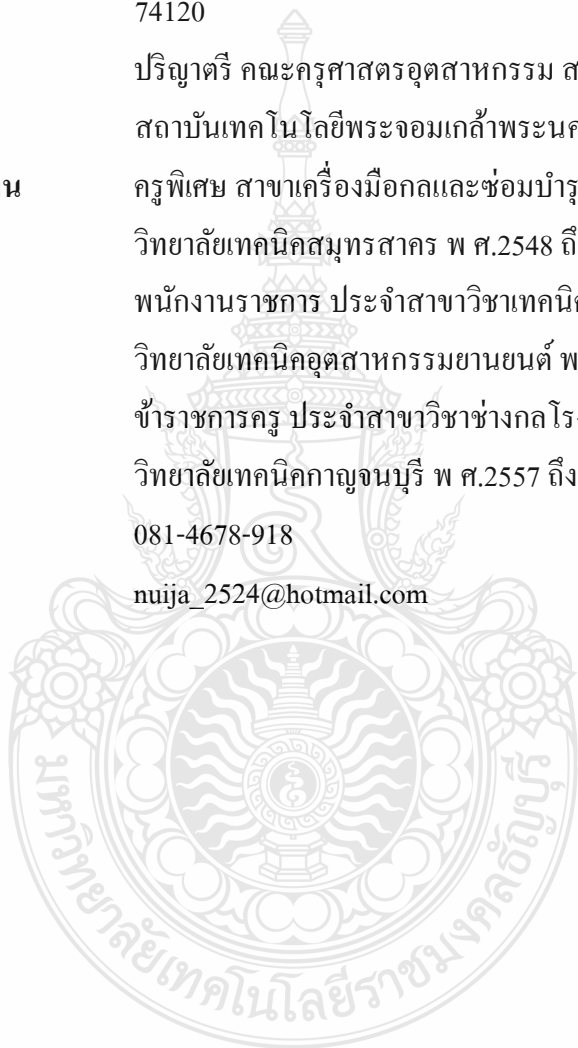 74120
ปริญาตรี คณะครุศาสตรอุตสาหกรรม ส
สถาบันเทคโนโลยีพระจอมเกล้าพระนค
น ครูพิเศษ สาขาเครื่องมือกลและซ่อมบำรุ
วิทยาลัยเทคนิคสมุทรสาคร พ ศ.2548 ถึ
พนักงานราชการ ประจำสาขาวิชาเทคนิค
วิทยาลัยเทคนิคอุตสาหกรรมยานยนต์ พ
ข้าราชการครู ประจำสาขาวิชาช่างกลโร
วิทยาลัยเทคนิคกาญจนบุรี พ ศ.2557 ถึง
081-4678-918
nuija_2524@hotmail.com
มหาวิทยาลัยเทคโนโลยีราชมงคลธัญบุรี